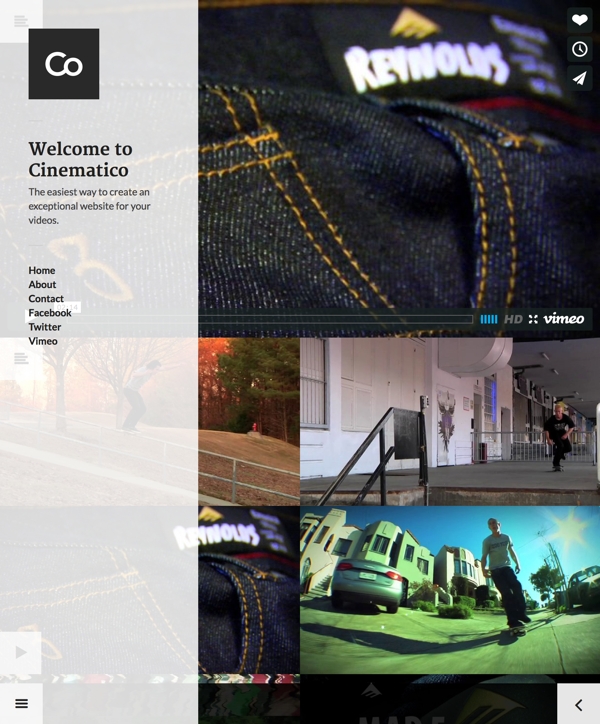 Co
REYNOLDS
Welcome to
Cinematico
The easiest way to create an
exceptional website for your
videos.
Home
About
Contact
Facebook
Twitter
Vimeo
HD vimeo
REYNOLDS
MADE